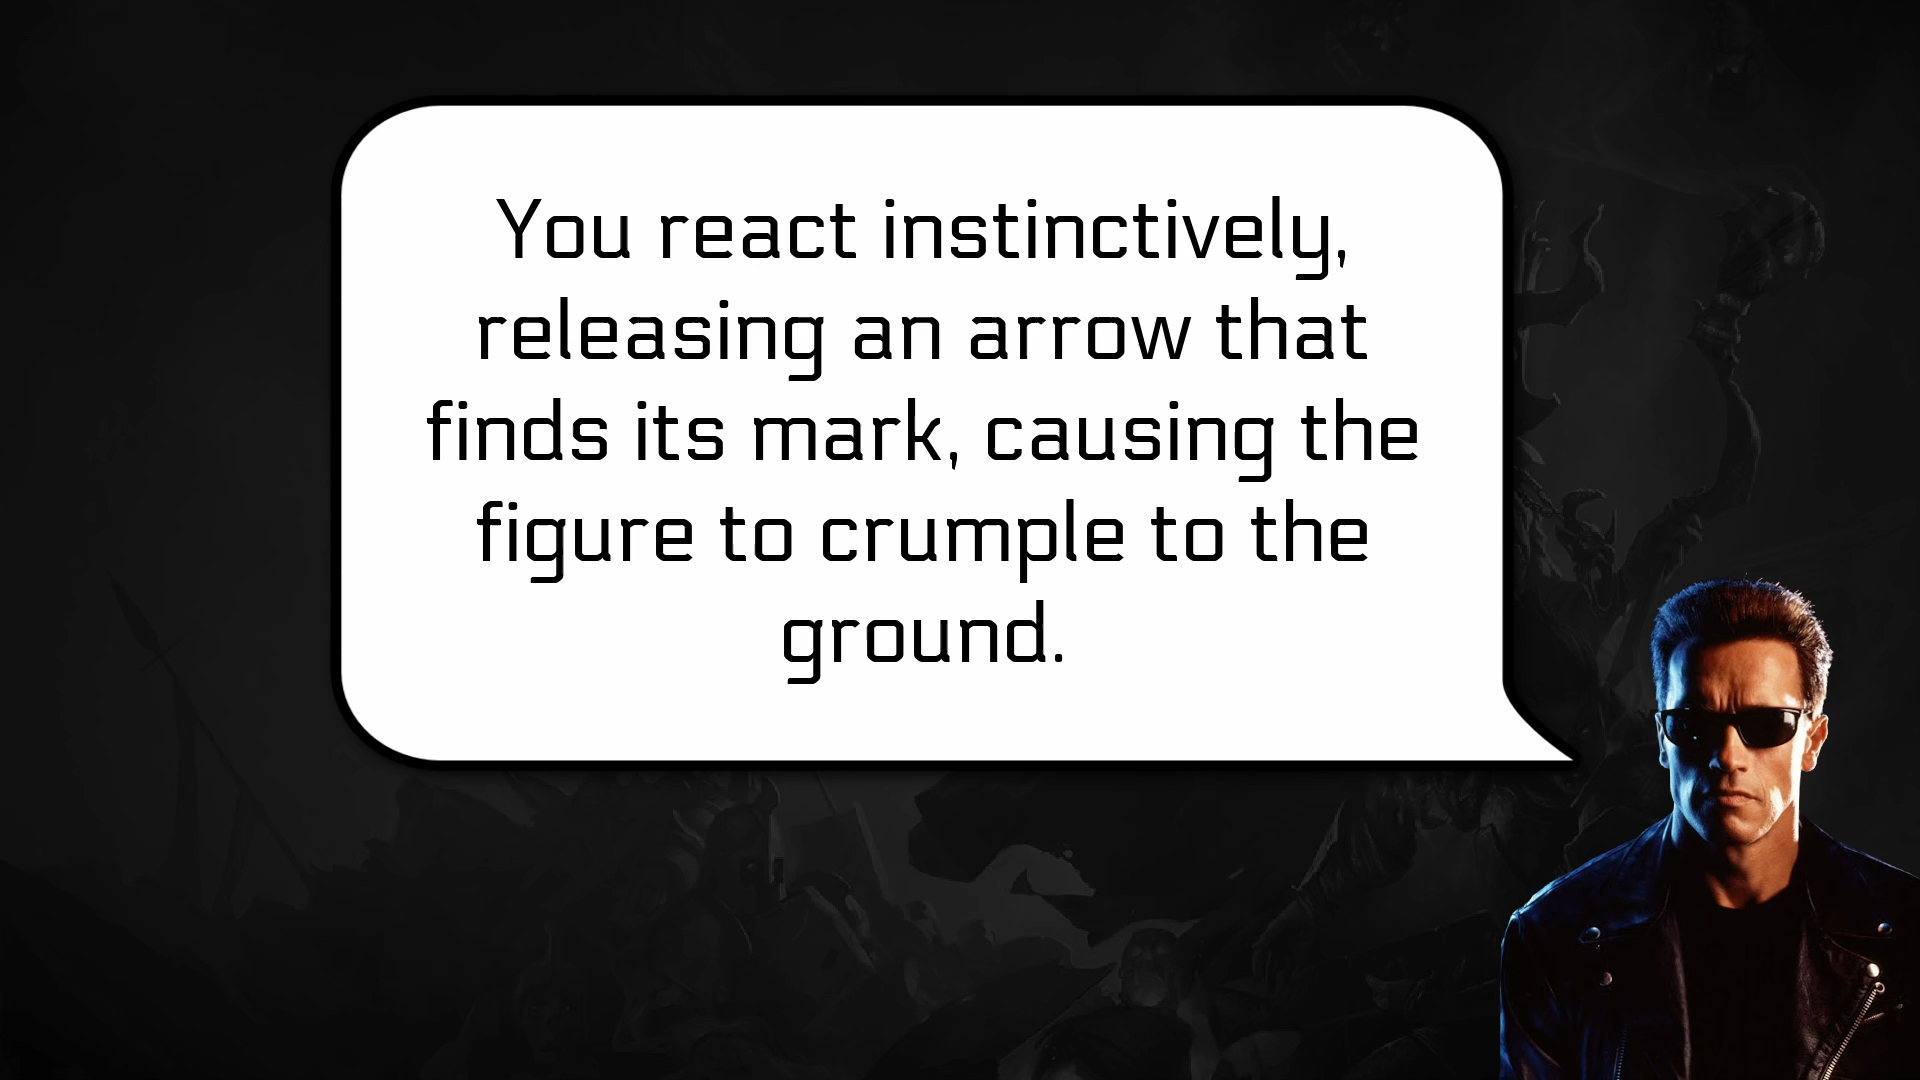 You react instinctively,
releasing an arrow that
finds its mark, causing the
figure to crumple to the
ground.